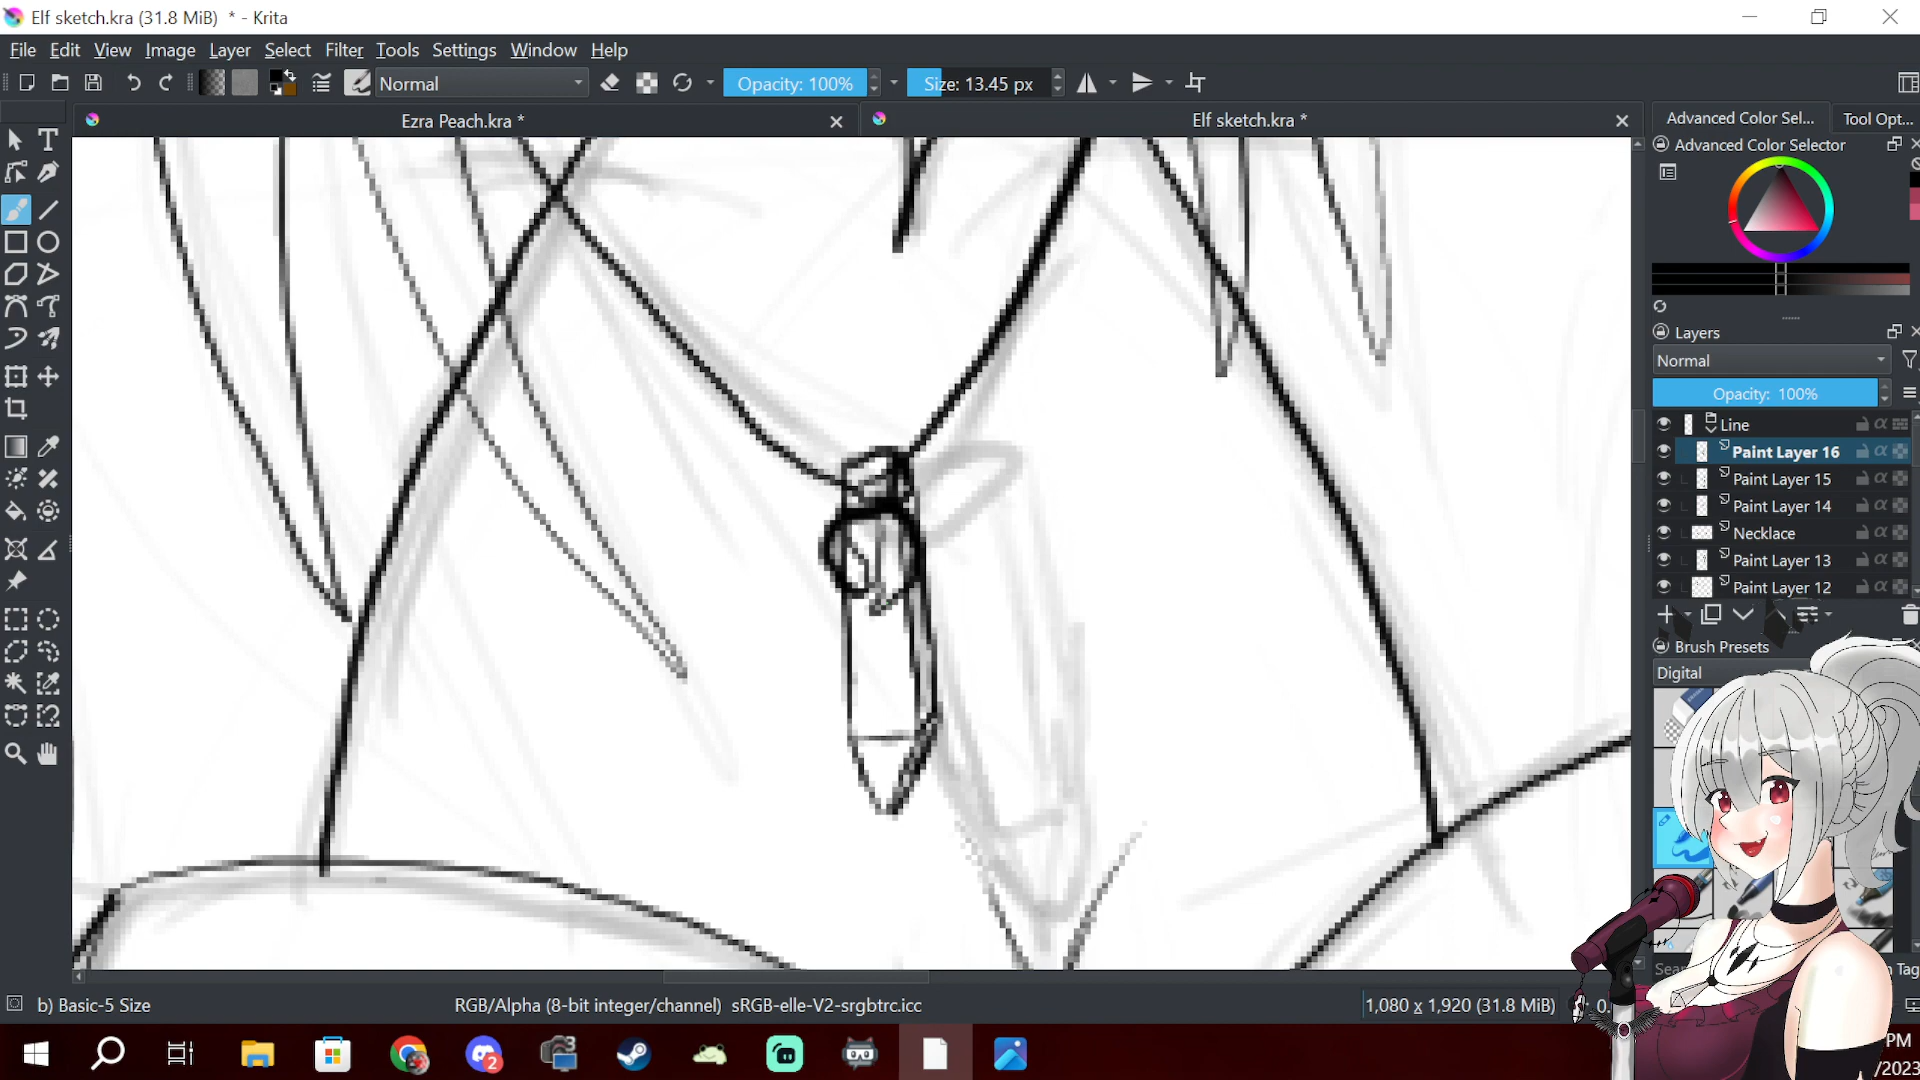 Elf sketch.kra (31.8 MiB) * - Krita
File Edit View Image Layer Select Filter Tools Settings Window Help
Normal
Opacity: 100%
Size: 13.45 px
Ezra Peach.kra *
Elf sketch.kra *
Advanced Color Sel...
Tool Opt...
Advanced Color Selector
Layers
Normal
Opacity: 100%
Line
Paint Layer 16
Paint Layer 15
Paint Layer 14
Necklace
Paint Layer 13
Paint Layer 12
Brush Presets
Digital
Tag
b) Basic-5 Size
RGB/Alpha (8-bit integer/channel) sRGB-elle-V2-srgbtrc.icc
1,080 x 1,920 (31.8 MiB)
2
PM
/2023